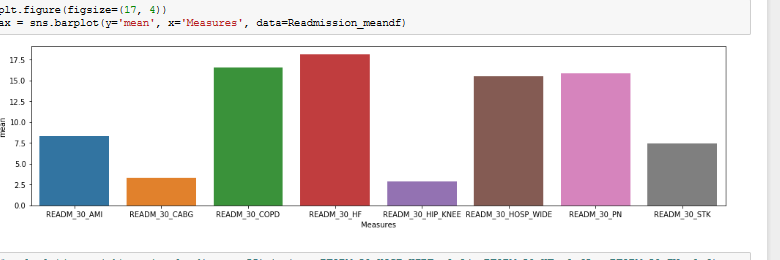 plt.figure(figsize=(17, 4))
ax = sns.barplot(y='mean', x='Measures', data=Readmission_meandf)
17.5
15.0
12.5
10.0
7.5
5.0
2.5
0.0
mean
READM_30_AMI READM_30_CABG READM_30_COPD READM_30_HF READM_30_HIP_KNEE READM_30_HOSP_WIDE READM_30_PN READM_30_STK
Measures